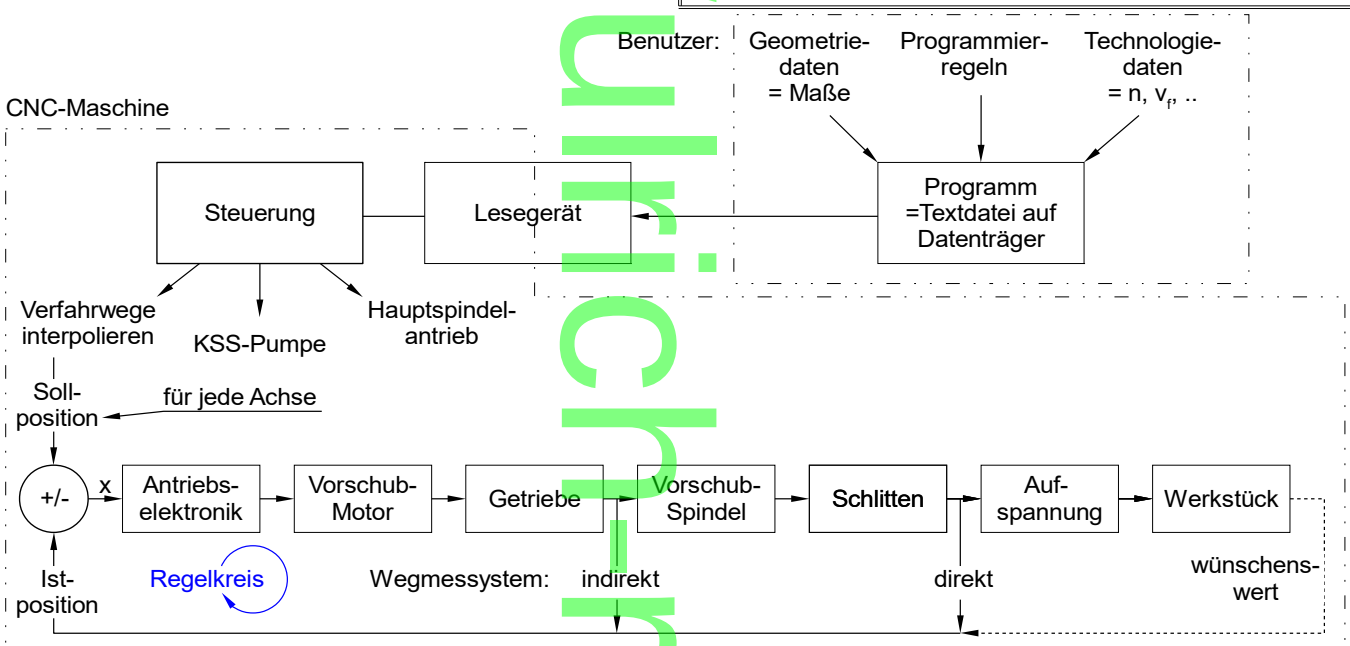 Benutzer:
Geometrie-
daten
= Maße
Programmier-
regeln
Technologie-
daten
= n, vf, ..
CNC-Maschine
Steuerung
Lesegerät
Programm
=Textdatei auf
Datenträger
Verfahrwege
interpolieren
KSS-Pumpe
Hauptspindel-
antrieb
Soll-
position
für jede Achse
+/-
x
Antriebs-
elektronik
Vorschub-
Motor
Getriebe
Vorschub-
Spindel
Schlitten
Auf-
spannung
Werkstück
Ist-
position
Regelkreis
Wegmessystem:
indirekt
direkt
wünschens-
wert
ulrich-r